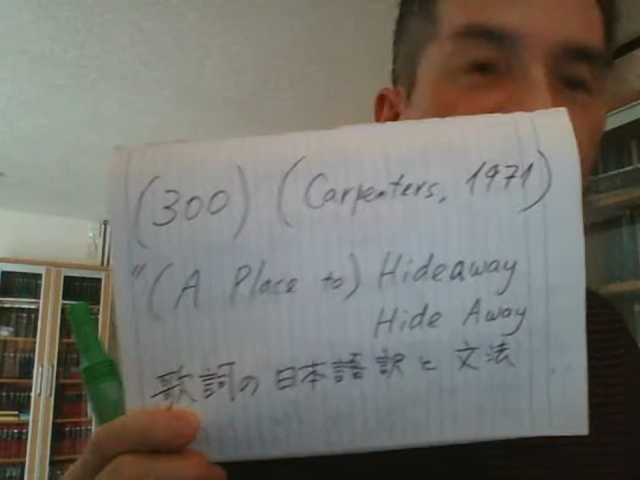 (300) (Carpenters, 1971)
"(A Place to) Hideaway
Hide Away
歌詞の日本語訳と文法